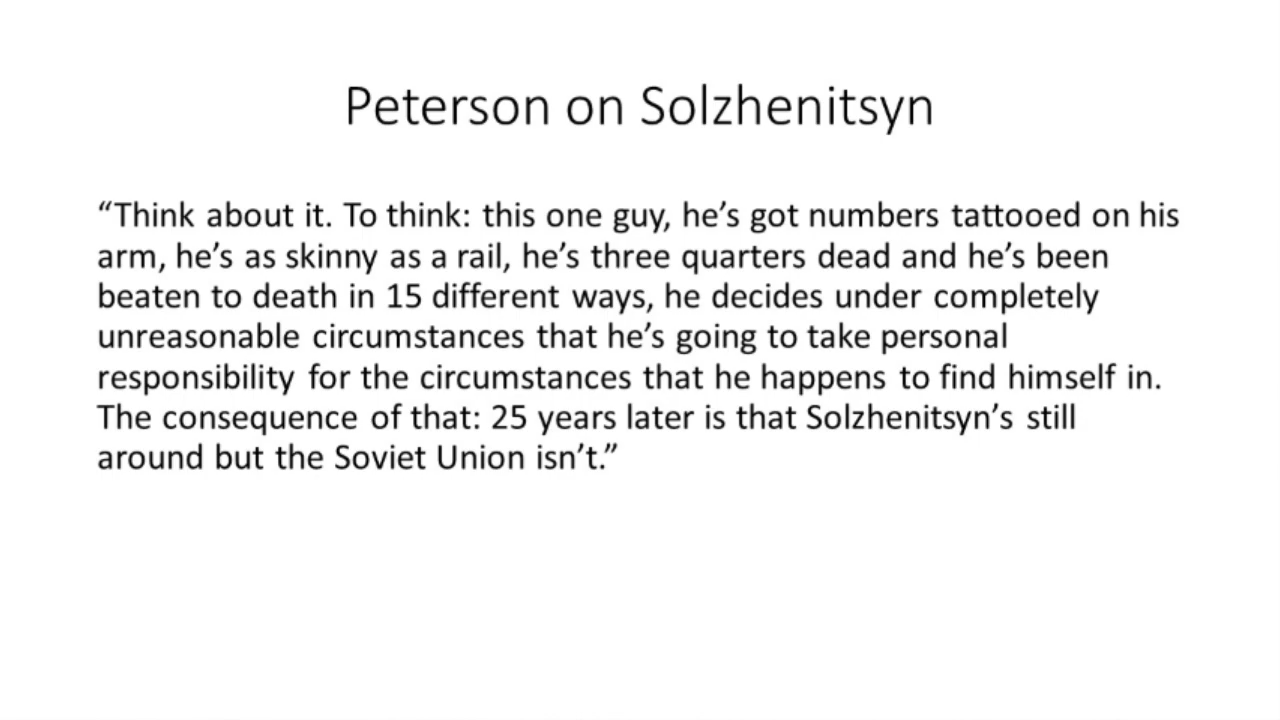 Peterson on Solzhenitsyn
“Think about it. To think: this one guy, he’s got numbers tattooed on his
arm, he’s as skinny as a rail, he’s three quarters dead and he’s been
beaten to death in 15 different ways, he decides under completely
unreasonable circumstances that he’s going to take personal
responsibility for the circumstances that he happens to find himself in.
The consequence of that: 25 years later is that Solzhenitsyn’s still
around but the Soviet Union isn’t.”